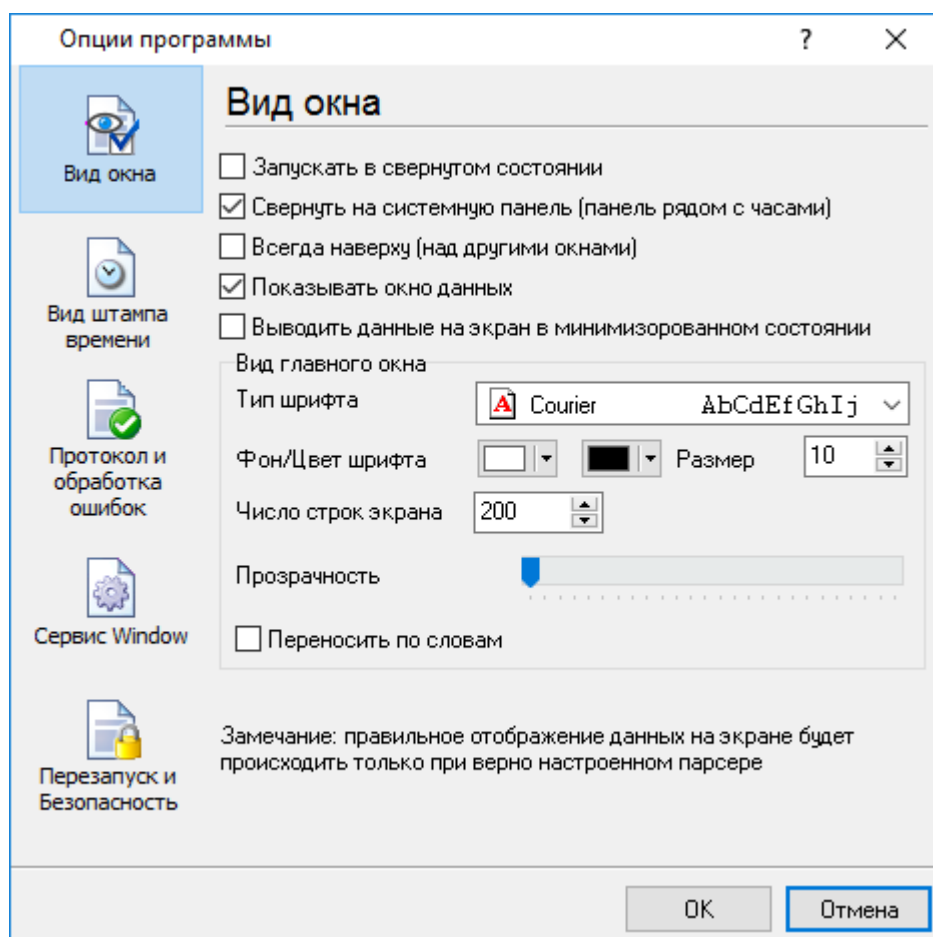 Опции программы
?
Вид окна
Вид окна
Запускать в свернутом состоянии
Свернуть на системную панель (панель рядом с часами)
Всегда наверху (над другими окнами)
Показывать окно данных
Выводить данные на экран в минимизорованном состоянии
Вид штампа
времени
Протокол и
обработка
ошибок
Сервис Window
Перезапуск и
Безопасность
Вид главного окна
Тип шрифта
Courier AbCdEfGhIj
Фон/Цвет шрифта
Размер 10
Число строк экрана 200
Прозрачность
Переносить по словам
Замечание: правильное отображение данных на экране будет
происходить только при верно настроенном парсере
OK
Отмена